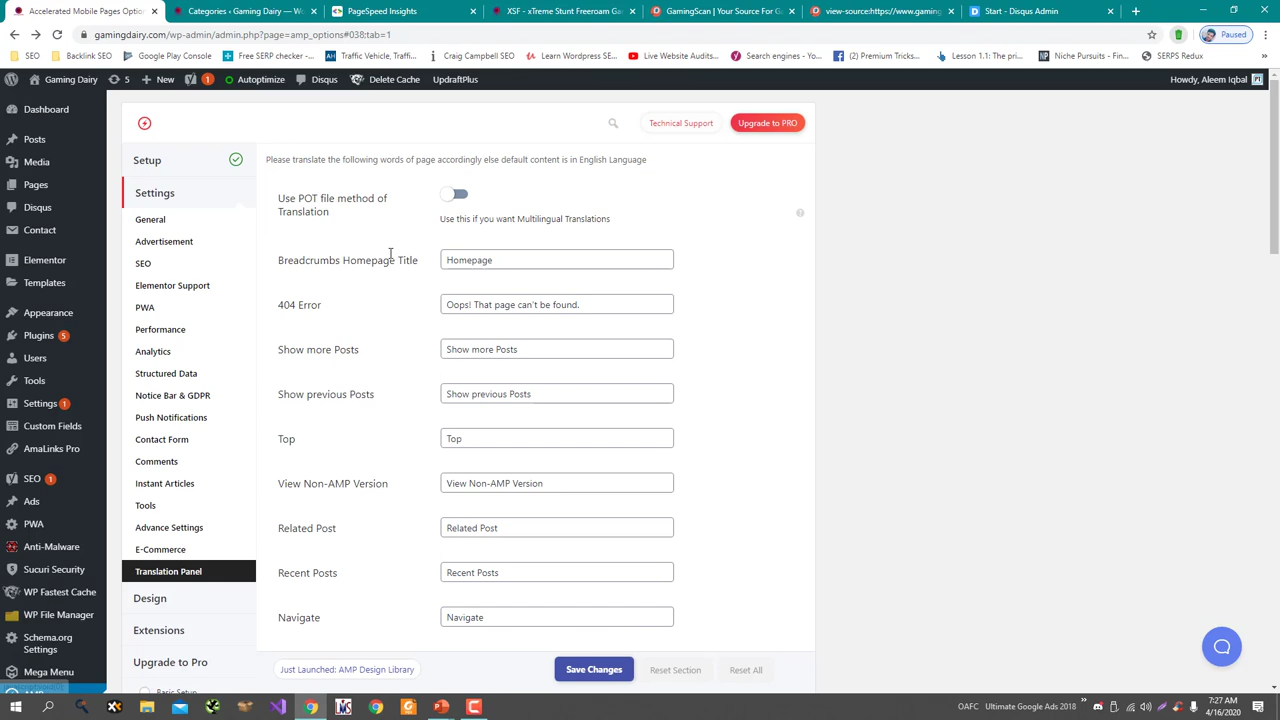 Accelerated Mobile Pages Option
Categories ‹ Gaming Dairy — W
PageSpeed Insights
XSF - xTreme Stunt Freeroam Ga
GamingScan | Your Source For G
view-source:https://www.gaming
Start - Disqus Admin
gamingdairy.com/wp-admin/admin.php?page=amp_options#038;tab=1
Paused
SEO
Backlink SEO
Google Play Console
Free SERP checker -...
Traffic Vehicle, Traffi...
Craig Campbell SEO
Learn Wordpress SE...
Live Website Audits...
Search engines - Yo...
(7) Premium Tricks...
Lesson 1.1: The pri...
Niche Pursuits - Fin...
SERPS Redux
»
Gaming Dairy
5
New
1
Autoptimize
Disqus
Delete Cache
UpdraftPlus
Howdy, Aleem Iqbal
Dashboard
Posts
Media
Pages
Disqus
Contact
Elementor
Templates
Appearance
Plugins 5
Users
Tools
Settings 1
Custom Fields
AmaLinks Pro
SEO 1
Ads
PWA
Anti-Malware
Sucuri Security
WP Fastest Cache
WP File Manager
Schema.org
Settings
Mega Menu
Technical Support
Upgrade to PRO
Setup
Settings
General
Advertisement
SEO
Elementor Support
PWA
Performance
Analytics
Structured Data
Notice Bar & GDPR
Push Notifications
Contact Form
Comments
Instant Articles
Tools
Advance Settings
E-Commerce
Translation Panel
Design
Extensions
Upgrade to Pro
Basic Setup
Please translate the following words of page accordingly else default content is in English Language
Use POT file method of
Translation
Use this if you want Multilingual Translations
Breadcrumbs Homepage Title
Homepage
404 Error
Oops! That page can't be found.
Show more Posts
Show more Posts
Show previous Posts
Show previous Posts
Top
Top
View Non-AMP Version
View Non-AMP Version
Related Post
Related Post
Recent Posts
Recent Posts
Navigate
Navigate
Just Launched: AMP Design Library
Save Changes
Reset Section
Reset All
OAFC
Ultimate Google Ads 2018
»
7:27 AM
4/16/2020